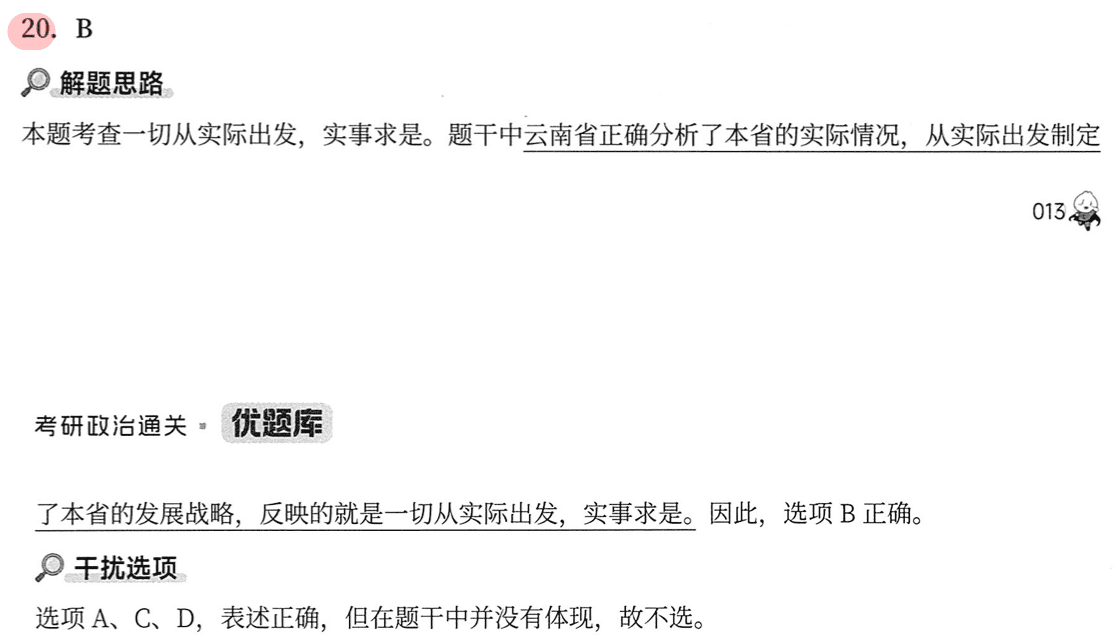 20. B
解题思路
本题考查一切从实际出发，实事求是。题干中云南省正确分析了本省的实际情况，从实际出发制定
013
考研政治通关 优题库
了本省的发展战略，反映的就是一切从实际出发，实事求是。因此，选项 B 正确。
干扰选项
选项 A、C、D，表述正确，但在题干中并没有体现，故不选。